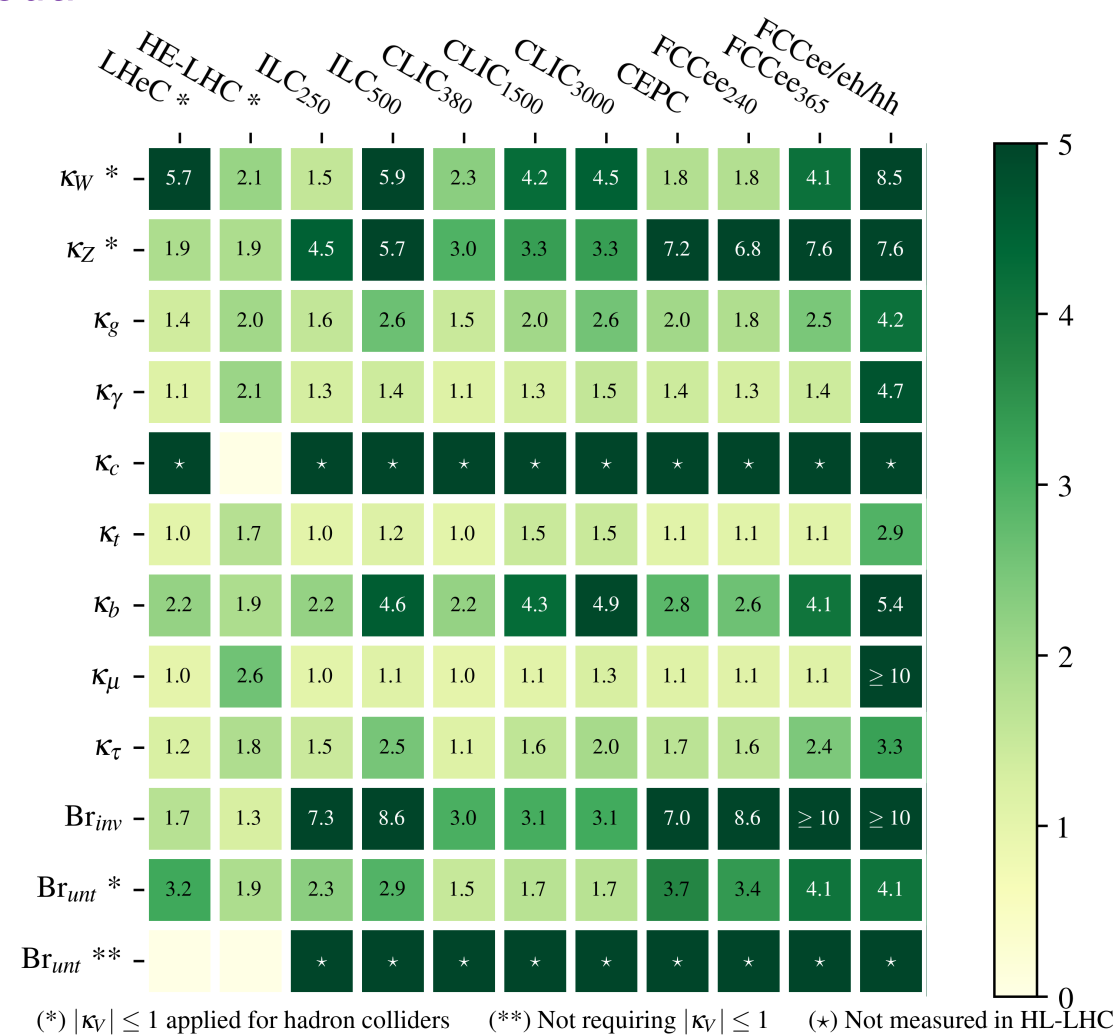 LHeC *
HE-LHC *
ILC250
ILC500
CLIC380
CLIC1500
CLIC3000
CEPC
FCCee240
FCCee365
FCCee/eh/hh
κW * 5.7 2.1 1.5 5.9 2.3 4.2 4.5 1.8 1.8 4.1 8.5
κZ * 1.9 1.9 4.5 5.7 3.0 3.3 3.3 7.2 6.8 7.6 7.6
κg 1.4 2.0 1.6 2.6 1.5 2.0 2.6 2.0 1.8 2.5 4.2
κγ 1.1 2.1 1.3 1.4 1.1 1.3 1.5 1.4 1.3 1.4 4.7
κc ⋆ ⋆ ⋆ ⋆ ⋆ ⋆ ⋆ ⋆ ⋆ ⋆
κt 1.0 1.7 1.0 1.2 1.0 1.5 1.5 1.1 1.1 1.1 2.9
κb 2.2 1.9 2.2 4.6 2.2 4.3 4.9 2.8 2.6 4.1 5.4
κμ 1.0 2.6 1.0 1.1 1.0 1.1 1.3 1.1 1.1 1.1 ≥ 10
κτ 1.2 1.8 1.5 2.5 1.1 1.6 2.0 1.7 1.6 2.4 3.3
Brinv 1.7 1.3 7.3 8.6 3.0 3.1 3.1 7.0 8.6 ≥ 10 ≥ 10
Brunt * 3.2 1.9 2.3 2.9 1.5 1.7 1.7 3.7 3.4 4.1 4.1
Brunt ** ⋆ ⋆ ⋆ ⋆ ⋆ ⋆ ⋆ ⋆ ⋆
5
4
3
2
1
0
(*) |κV| ≤ 1 applied for hadron colliders (**) Not requiring |κV| ≤ 1 (⋆) Not measured in HL-LHC